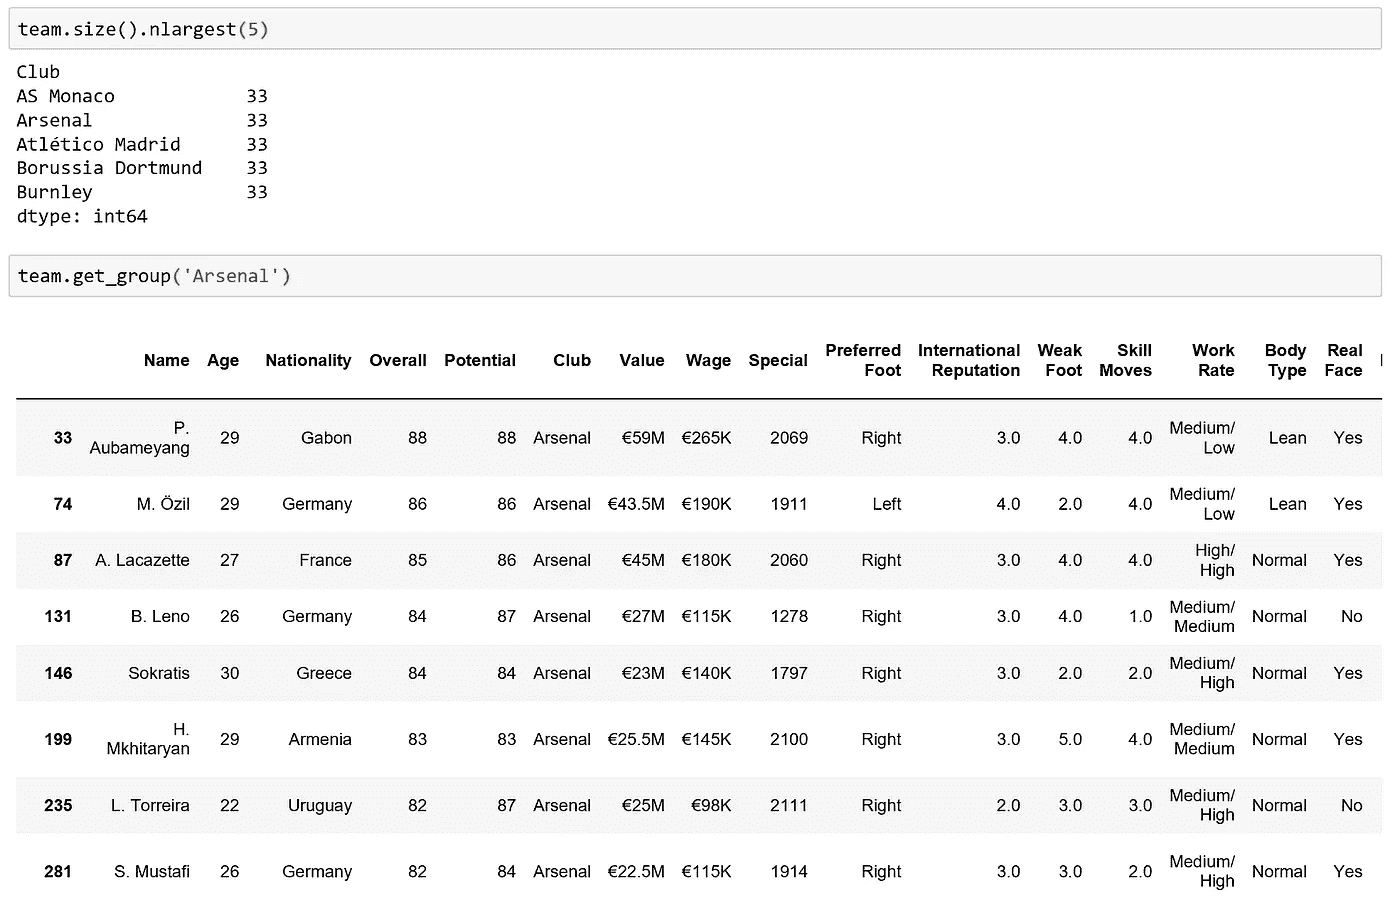 team.size().nlargest(5)
Club
AS Monaco 33
Arsenal 33
Atlético Madrid 33
Borussia Dortmund 33
Burnley 33
dtype: int64
team.get_group('Arsenal')
Name Age Nationality Overall Potential Club Value Wage Special Preferred Foot International Reputation Weak Foot Skill Moves Work Rate Body Type Real Face
33 P. Aubameyang 29 Gabon 88 88 Arsenal €59M €265K 2069 Right 3.0 4.0 4.0 Medium/ Low Lean Yes
74 M. Özil 29 Germany 86 86 Arsenal €43.5M €190K 1911 Left 4.0 2.0 4.0 Medium/ Low Lean Yes
87 A. Lacazette 27 France 85 86 Arsenal €45M €180K 2060 Right 3.0 4.0 4.0 High/ High Normal Yes
131 B. Leno 26 Germany 84 87 Arsenal €27M €115K 1278 Right 3.0 4.0 1.0 Medium/ Medium Normal No
146 Sokratis 30 Greece 84 84 Arsenal €23M €140K 1797 Right 3.0 2.0 2.0 Medium/ High Normal Yes
199 H. Mkhitaryan 29 Armenia 83 83 Arsenal €25.5M €145K 2100 Right 3.0 5.0 4.0 Medium/ Medium Normal Yes
235 L. Torreira 22 Uruguay 82 87 Arsenal €25M €98K 2111 Right 2.0 3.0 3.0 Medium/ High Normal No
281 S. Mustafi 26 Germany 82 84 Arsenal €22.5M €115K 1914 Right 3.0 3.0 2.0 Medium/ High Normal Yes